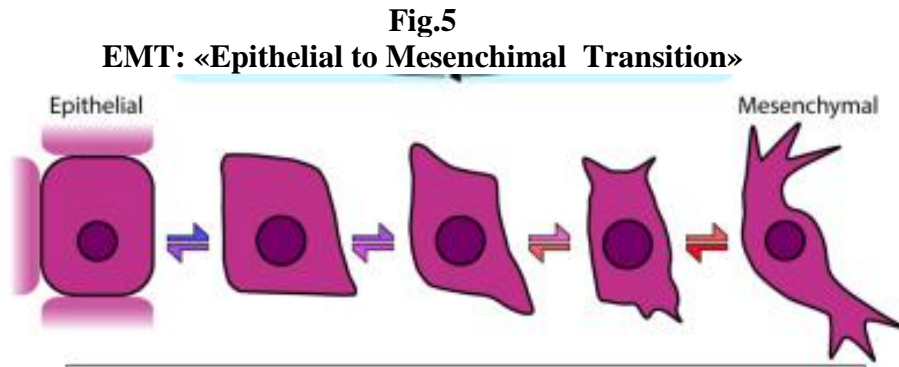 Fig.5
EMT: «Epithelial to Mesenchimal Transition»
Epithelial
Mesenchymal